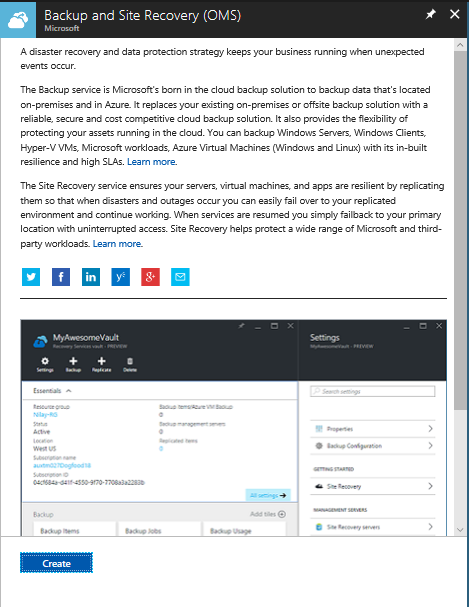 Backup and Site Recovery (OMS)
Microsoft
A disaster recovery and data protection strategy keeps your business running when unexpected
events occur.
The Backup service is Microsoft's born in the cloud backup solution to backup data that's located
on-premises and in Azure. It replaces your existing on-premises or offsite backup solution with a
reliable, secure and cost competitive cloud backup solution. It also provides the flexibility of
protecting your assets running in the cloud. You can backup Windows Servers, Windows Clients,
Hyper-V VMs, Microsoft workloads, Azure Virtual Machines (Windows and Linux) with its in-built
resilience and high SLAs. Learn more.
The Site Recovery service ensures your servers, virtual machines, and apps are resilient by replicating
them so that when disasters and outages occur you can easily fail over to your replicated
environment and continue working. When services are resumed you simply failback to your primary
location with uninterrupted access. Site Recovery helps protect a wide range of Microsoft and third-
party workloads. Learn more.
MyAwesomeVault
Recovery Services vault - PREVIEW
Settings Backup Replicate Delete
Essentials
Resource group
Nilay-RG
Status
Active
Location
West US
Subscription name
Subscription ID
Backup items(Azure VM Backup)
0
Backup management servers
0
Replicated items
0
All settings
Backup
Add tiles
Backup Items
Backup Jobs
Backup Usage
Settings
MyAwesomeVault - PREVIEW
Search settings
Properties
Backup Configuration
GETTING STARTED
Site Recovery
MANAGEMENT SERVERS
Site Recovery servers
Create